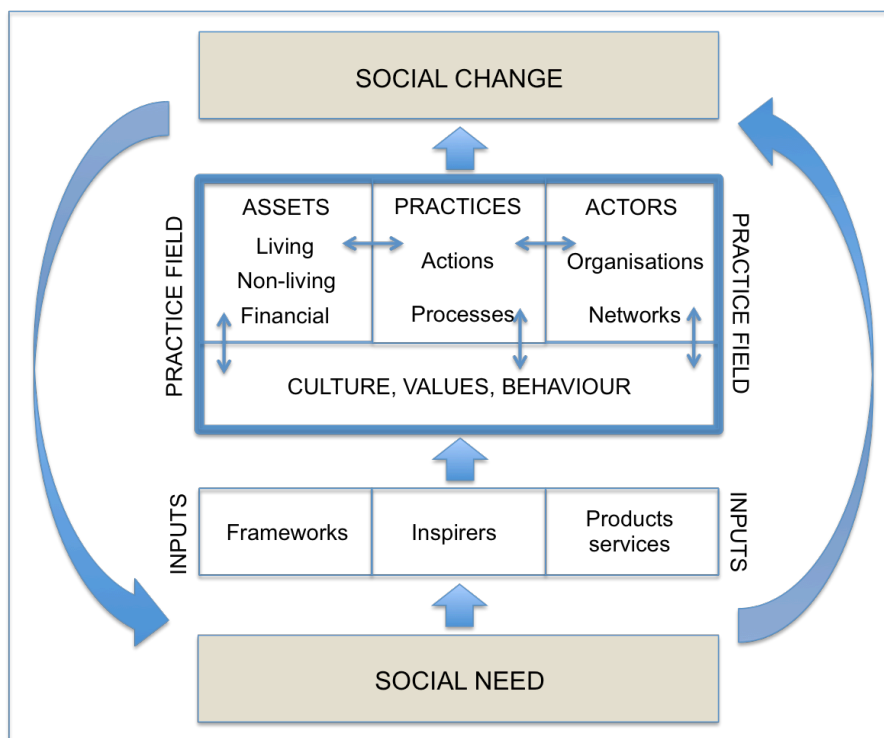 SOCIAL CHANGE
PRACTICE FIELD
ASSETS
Living
Non-living
Financial
PRACTICES
Actions
Processes
ACTORS
Organisations
Networks
PRACTICE FIELD
CULTURE, VALUES, BEHAVIOUR
INPUTS
Frameworks
Inspirers
Products
services
INPUTS
SOCIAL NEED